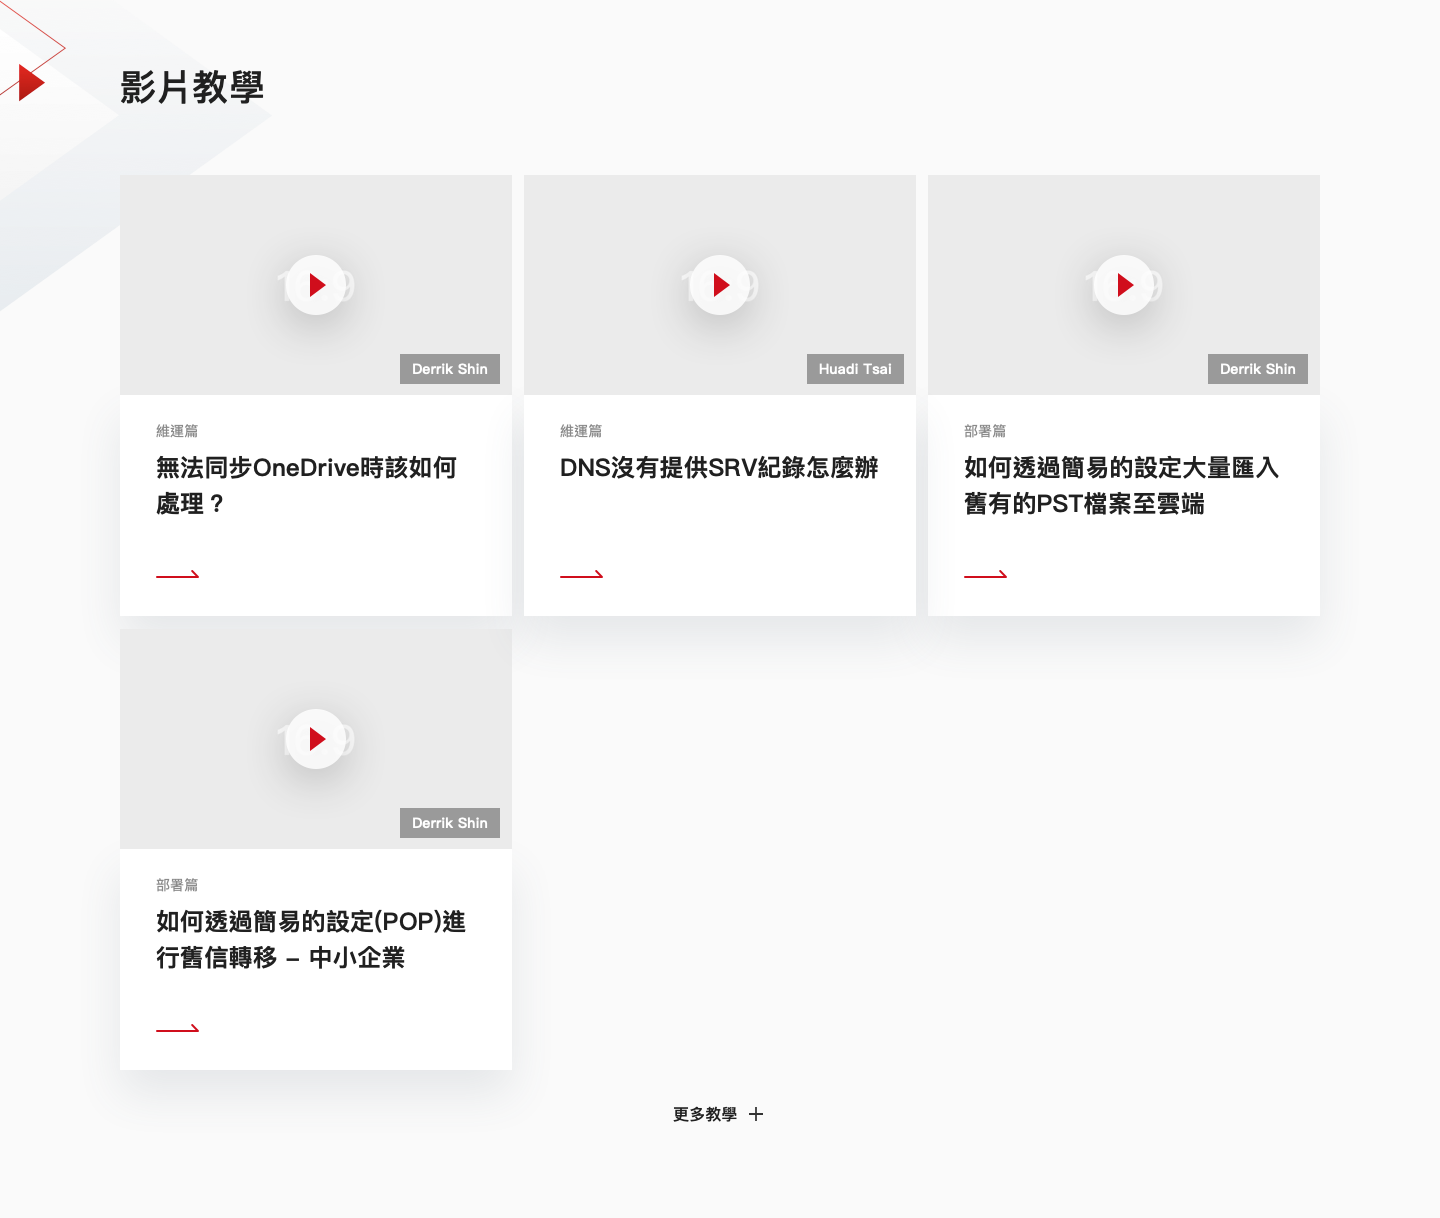 影片教學
Derrik Shin
Huadi Tsai
Derrik Shin
維運篇
無法同步OneDrive時該如何
處理？
維運篇
DNS沒有提供SRV紀錄怎麼辦
部署篇
如何透過簡易的設定大量匯入
舊有的PST檔案至雲端
Derrik Shin
部署篇
如何透過簡易的設定(POP)進
行舊信轉移 – 中小企業
更多教學 +